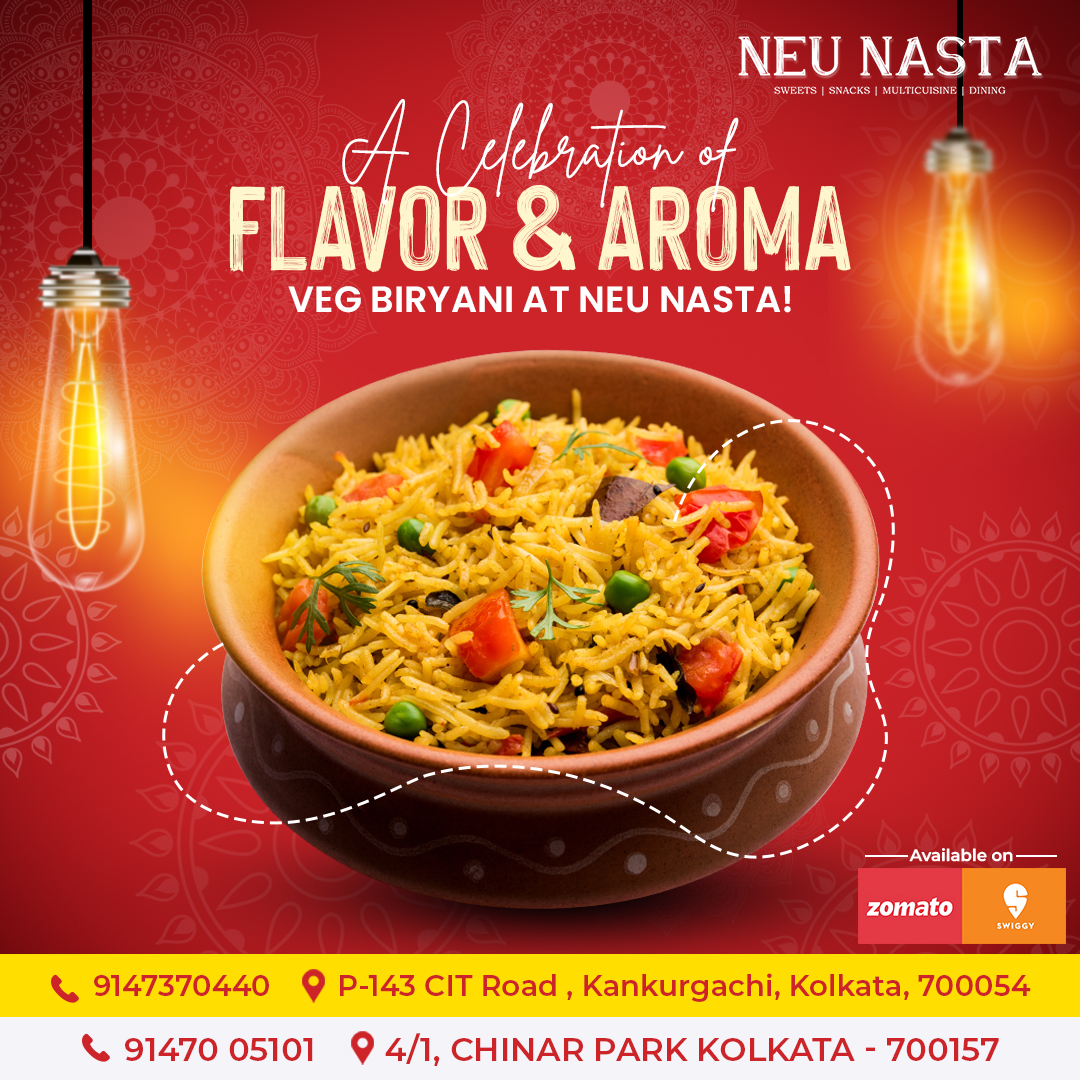 NEU NASTA
SWEETS | SNACKS | MULTICUISINE | DINING
A Celebration of
FLAVOR & AROMA
VEG BIRYANI AT NEU NASTA!
Available on
zomato
SWIGGY
9147370440 P-143 CIT Road , Kankurgachi, Kolkata, 700054
91470 05101 4/1, CHINAR PARK KOLKATA - 700157